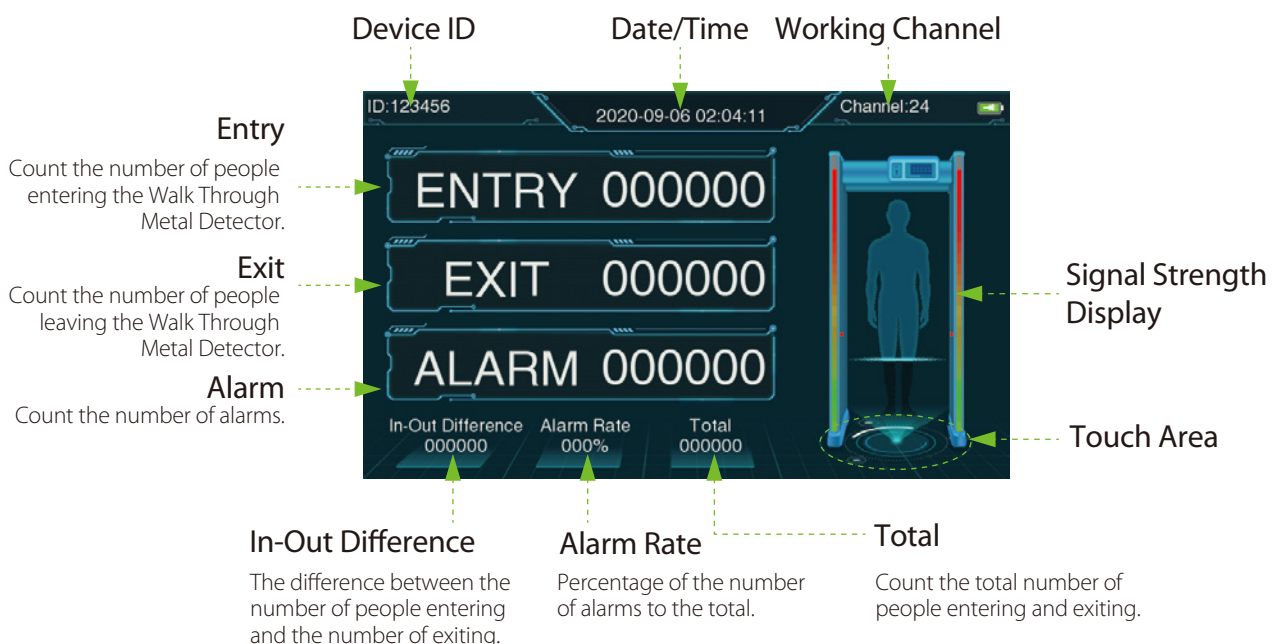 Device ID
Date/Time
Working Channel
ID:123456
2020-09-06 02:04:11
Channel:24
Entry
Count the number of people
entering the Walk Through
Metal Detector.
ENTRY 000000
Exit
Count the number of people
leaving the Walk Through
Metal Detector.
EXIT 000000
Signal Strength
Display
Alarm
Count the number of alarms.
ALARM 000000
In-Out Difference
000000
Alarm Rate
000%
Total
000000
Touch Area
In-Out Difference
The difference between the
number of people entering
and the number of exiting.
Alarm Rate
Percentage of the number
of alarms to the total.
Total
Count the total number of
people entering and exiting.